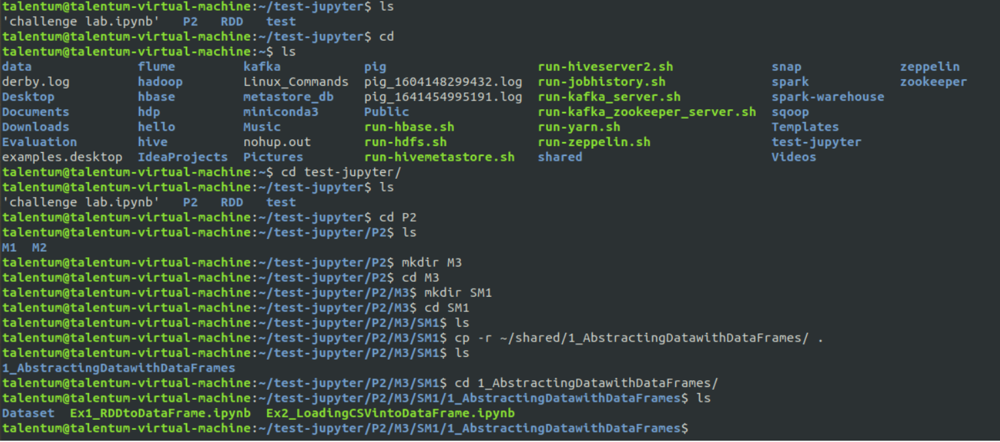 talentum@talentum-virtual-machine:~/test-jupyter$ ls
'challenge lab.ipynb'   P2   RDD   test
talentum@talentum-virtual-machine:~/test-jupyter$ cd
talentum@talentum-virtual-machine:~$ ls
data              flume         kafka           pig                    run-hiveserver2.sh            snap             zeppelin
derby.log         hadoop        Linux_Commands  pig_1604148299432.log  run-jobhistory.sh             spark            zookeeper
Desktop           hbase         metastore_db    pig_1641454995191.log  run-kafka_server.sh           spark-warehouse
Documents         hdp           miniconda3      Public                 run-kafka_zookeeper_server.sh sqoop
Downloads         hello         Music           run-hbase.sh           run-yarn.sh                   Templates
Evaluation        hive          nohup.out       run-hdfs.sh            run-zeppelin.sh               test-jupyter
examples.desktop  IdeaProjects  Pictures        run-hivemetastore.sh   shared                        Videos
talentum@talentum-virtual-machine:~$ cd test-jupyter/
talentum@talentum-virtual-machine:~/test-jupyter$ ls
'challenge lab.ipynb'   P2   RDD   test
talentum@talentum-virtual-machine:~/test-jupyter$ cd P2
talentum@talentum-virtual-machine:~/test-jupyter/P2$ ls
M1  M2
talentum@talentum-virtual-machine:~/test-jupyter/P2$ mkdir M3
talentum@talentum-virtual-machine:~/test-jupyter/P2$ cd M3
talentum@talentum-virtual-machine:~/test-jupyter/P2/M3$ mkdir SM1
talentum@talentum-virtual-machine:~/test-jupyter/P2/M3$ cd SM1
talentum@talentum-virtual-machine:~/test-jupyter/P2/M3/SM1$ ls
talentum@talentum-virtual-machine:~/test-jupyter/P2/M3/SM1$ cp -r ~/shared/1_AbstractingDatawithDataFrames/ .
talentum@talentum-virtual-machine:~/test-jupyter/P2/M3/SM1$ ls
1_AbstractingDatawithDataFrames
talentum@talentum-virtual-machine:~/test-jupyter/P2/M3/SM1$ cd 1_AbstractingDatawithDataFrames/
talentum@talentum-virtual-machine:~/test-jupyter/P2/M3/SM1/1_AbstractingDatawithDataFrames$ ls
Dataset  Ex1_RDDtoDataFrame.ipynb  Ex2_LoadingCSVintoDataFrame.ipynb
talentum@talentum-virtual-machine:~/test-jupyter/P2/M3/SM1/1_AbstractingDatawithDataFrames$